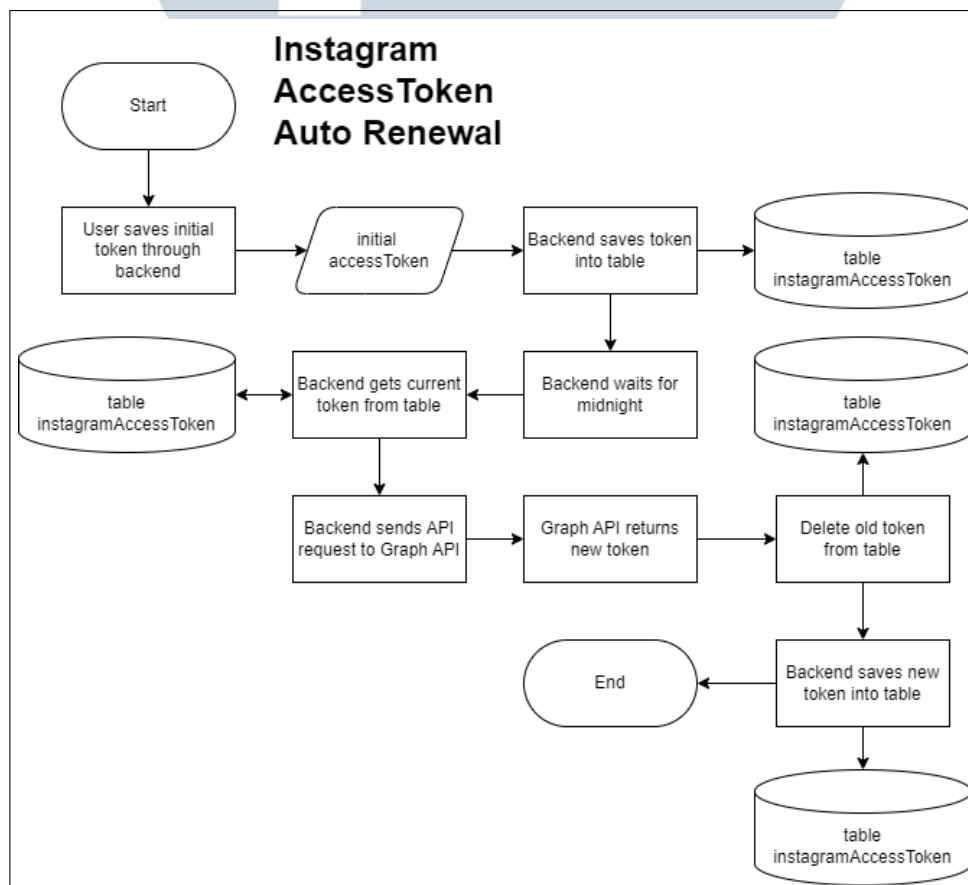 Instagram
AccessToken
Auto Renewal
Start
User saves initial
token through
backend
initial
accessToken
Backend saves token
into table
table
instagramAccessToken
table
instagramAccessToken
Backend gets current
token from table
Backend waits for
midnight
table
instagramAccessToken
Backend sends API
request to Graph API
Graph API returns
new token
Delete old token
from table
End
Backend saves new
token into table
table
instagramAccessToken